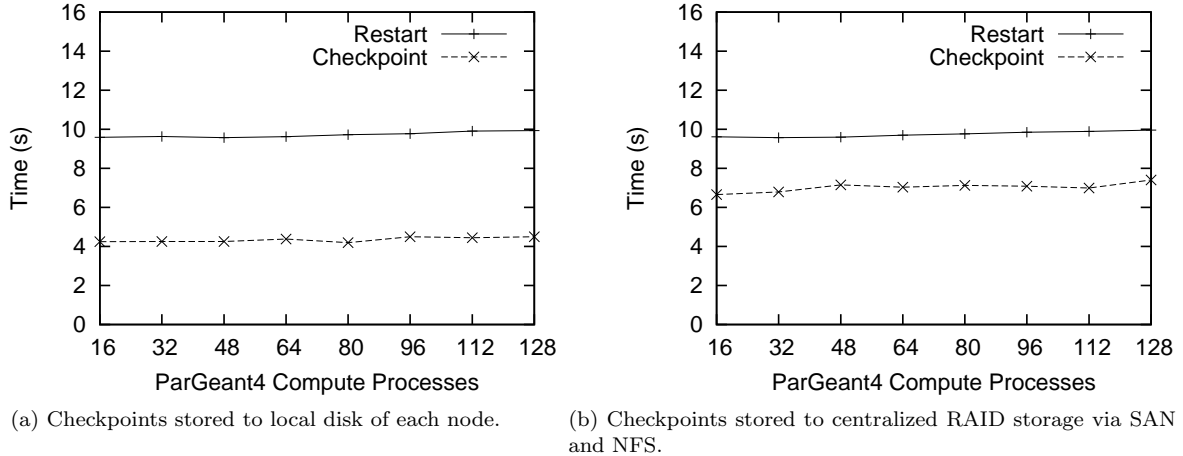 16
14
12
10
8
6
4
2
0
Time (s)
Restart
Checkpoint
16 32 48 64 80 96 112 128
ParGeant4 Compute Processes
(a) Checkpoints stored to local disk of each node.
16
14
12
10
8
6
4
2
0
Time (s)
Restart
Checkpoint
16 32 48 64 80 96 112 128
ParGeant4 Compute Processes
(b) Checkpoints stored to centralized RAID storage via SAN
and NFS.